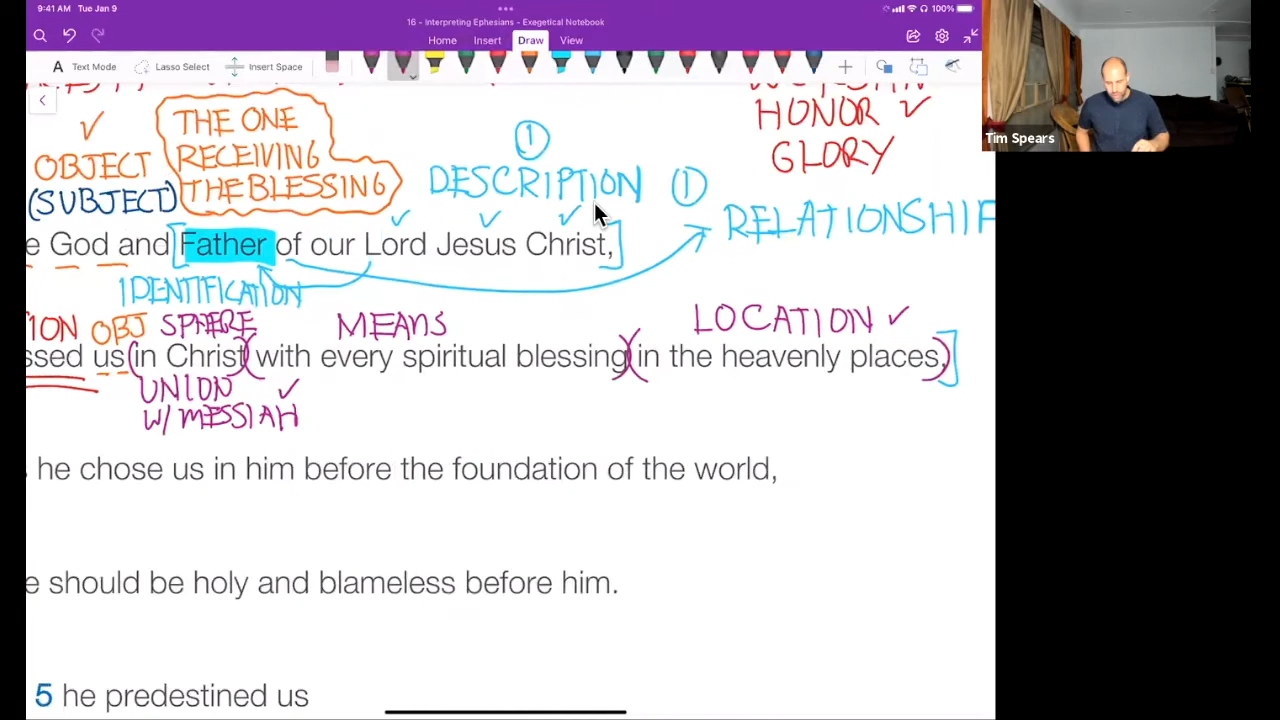 9:41 AM Tue Jan 9
100%
16 - Interpreting Ephesians - Exegetical Notebook
Home Insert Draw View
A Text Mode Lasso Select Insert Space
Tim Spears
HONOR ✓
GLORY
THE ONE
RECEIVING
THE BLESSING
OBJECT
(SUBJECT)
①
DESCRIPTION ①
RELATIONSHIP
e God and [Father of our Lord Jesus Christ,]
IDENTIFICATION
ION OBJ SPHERE MEANS LOCATION ✓
ssed us (in Christ) (with every spiritual blessing) (in the heavenly places,)]
UNION
W/ MESSIAH
he chose us in him before the foundation of the world,
e should be holy and blameless before him.
5 he predestined us